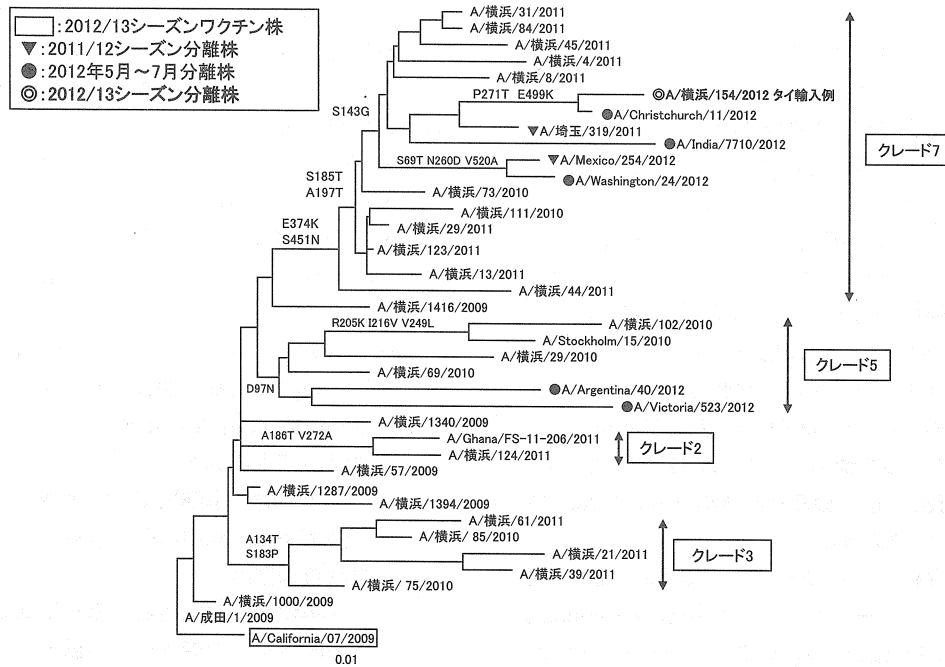 :2012/13シーズンワクチン株
▼:2011/12シーズン分離株
●:2012年5月～7月分離株
◎:2012/13シーズン分離株
A/横浜/31/2011
A/横浜/84/2011
A/横浜/45/2011
A/横浜/4/2011
A/横浜/8/2011
P271T E499K
◎A/横浜/154/2012 タイ輸入例
S143G
●A/Christchurch/11/2012
▼A/埼玉/319/2011
●A/India/7710/2012
クレード7
S69T N260D V520A
▼A/Mexico/254/2012
●A/Washington/24/2012
S185T
A197T
A/横浜/73/2010
A/横浜/111/2010
A/横浜/29/2011
E374K
S451N
A/横浜/123/2011
A/横浜/13/2011
A/横浜/44/2011
A/横浜/1416/2009
R205K I216V V249L
A/横浜/102/2010
A/Stockholm/15/2010
A/横浜/29/2010
クレード5
A/横浜/69/2010
D97N
●A/Argentina/40/2012
●A/Victoria/523/2012
A/横浜/1340/2009
A186T V272A
A/Ghana/FS-11-206/2011
クレード2
A/横浜/124/2011
A/横浜/57/2009
A/横浜/1287/2009
A/横浜/1394/2009
A/横浜/61/2011
A/横浜/ 85/2010
A134T
S183P
A/横浜/21/2011
クレード3
A/横浜/39/2011
A/横浜/ 75/2010
A/横浜/1000/2009
A/成田/1/2009
A/California/07/2009
0.01